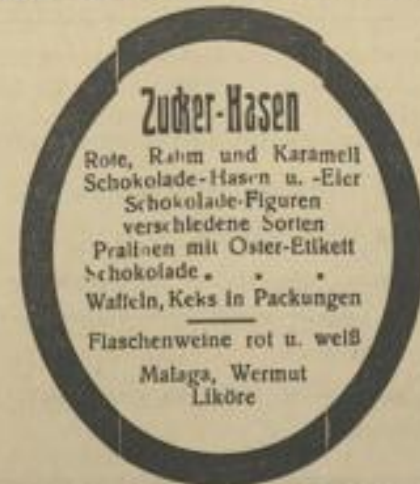 Zucker-Hasen
Rote, Rahm und Karamell
Schokolade-Hasen u. -Eier
Schokolade-Figuren
verschiedene Sorten
Pralinen mit Oster-Etikett
Schokolade . . .
Waffeln, Keks in Packungen
Flaschenweine rot u. weiß
Malaga, Wermut
Liköre